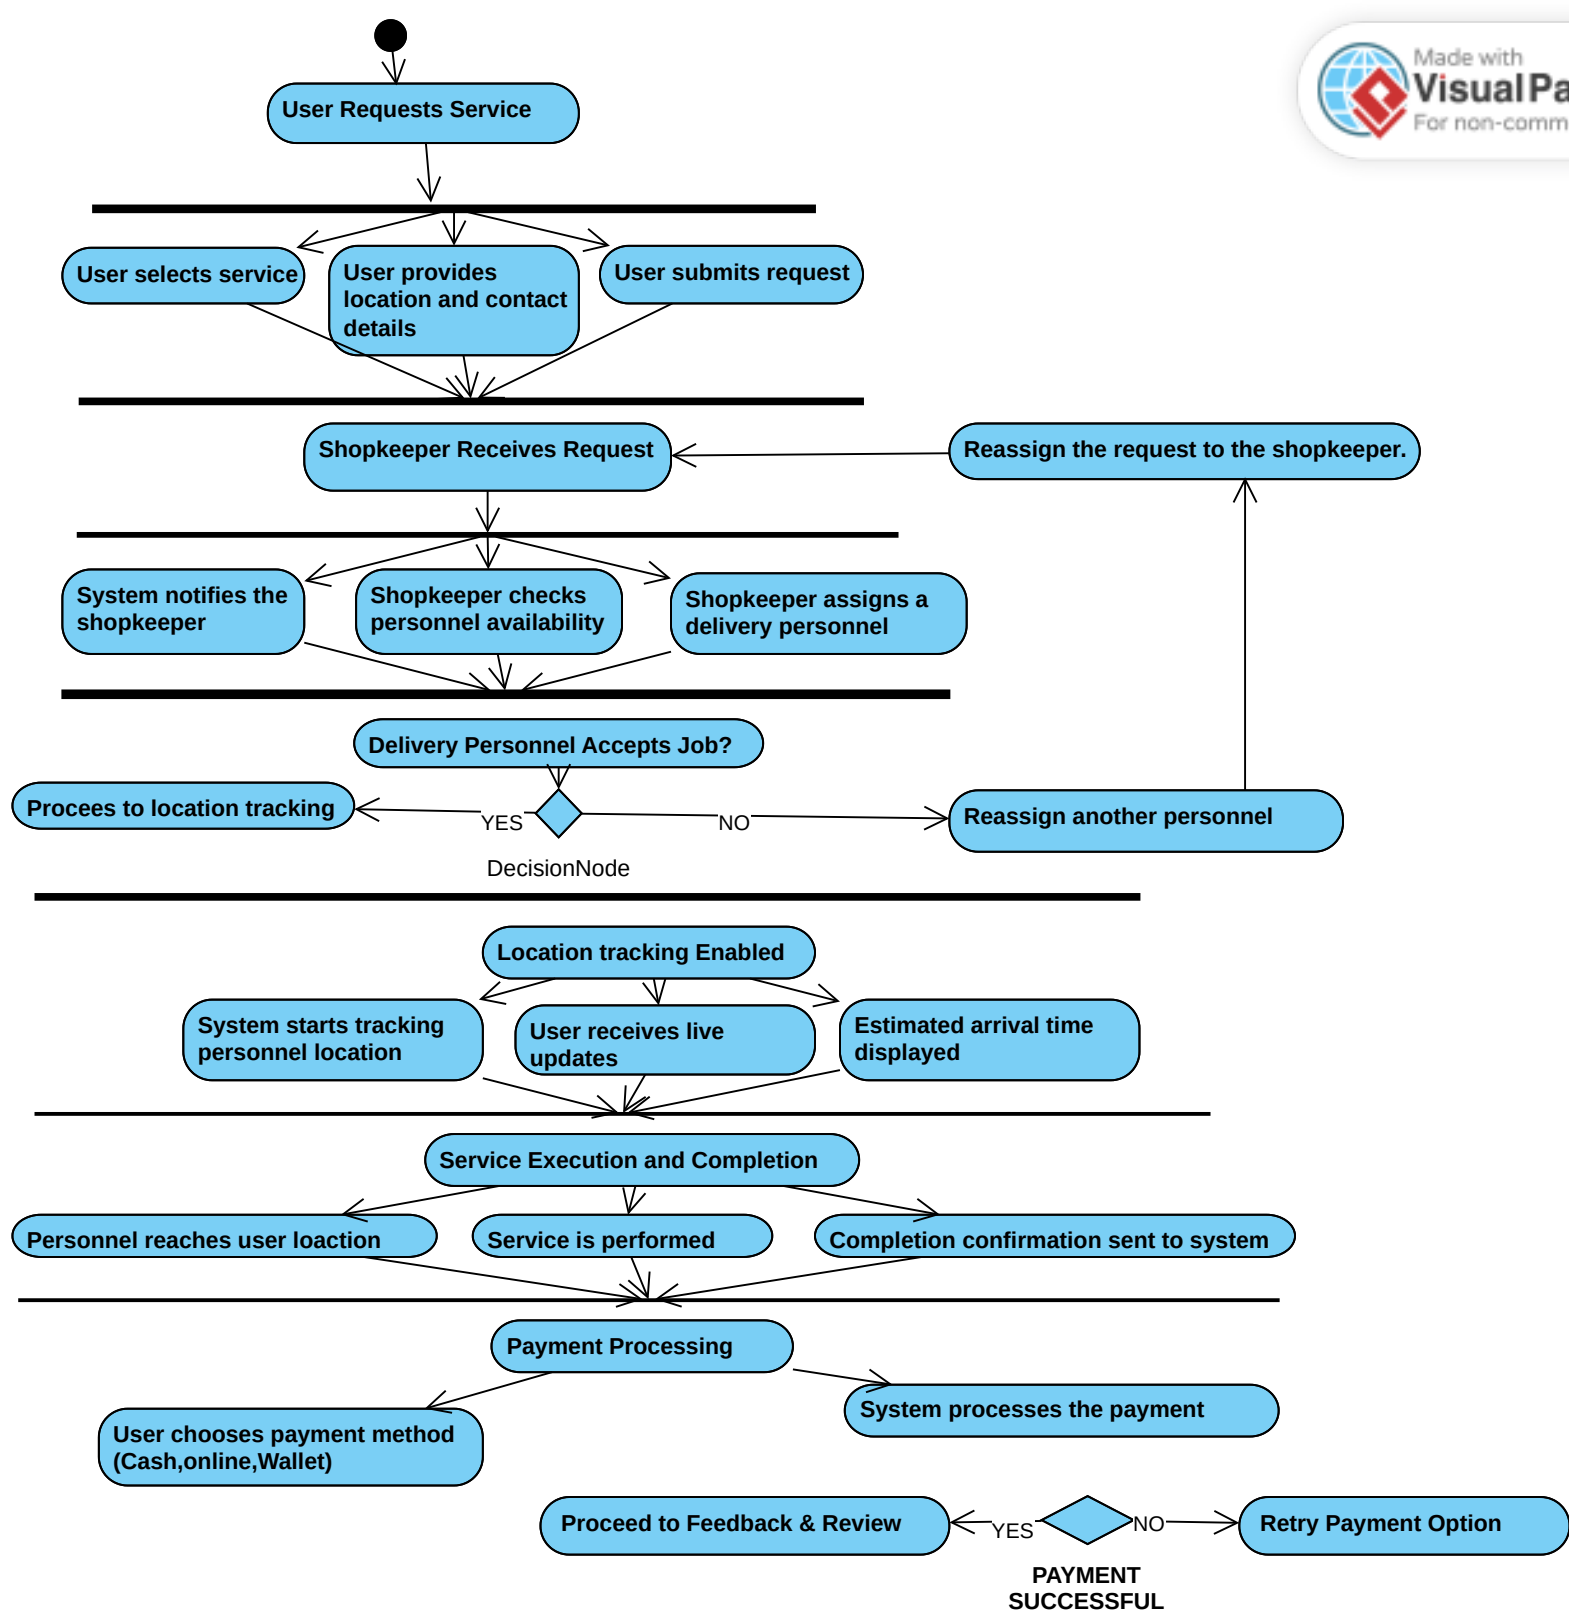 Made with
VisualPa
For non-comm
User Requests Service
User selects service
User provides
location and contact
details
User submits request
Shopkeeper Receives Request
Reassign the request to the shopkeeper.
System notifies the
shopkeeper
Shopkeeper checks
personnel availability
Shopkeeper assigns a
delivery personnel
Delivery Personnel Accepts Job?
Procees to location tracking
YES
NO
Reassign another personnel
DecisionNode
Location tracking Enabled
System starts tracking
personnel location
User receives live
updates
Estimated arrival time
displayed
Service Execution and Completion
Personnel reaches user loaction
Service is performed
Completion confirmation sent to system
Payment Processing
System processes the payment
User chooses payment method
(Cash,online,Wallet)
Proceed to Feedback & Review
YES
NO
Retry Payment Option
PAYMENT
SUCCESSFUL